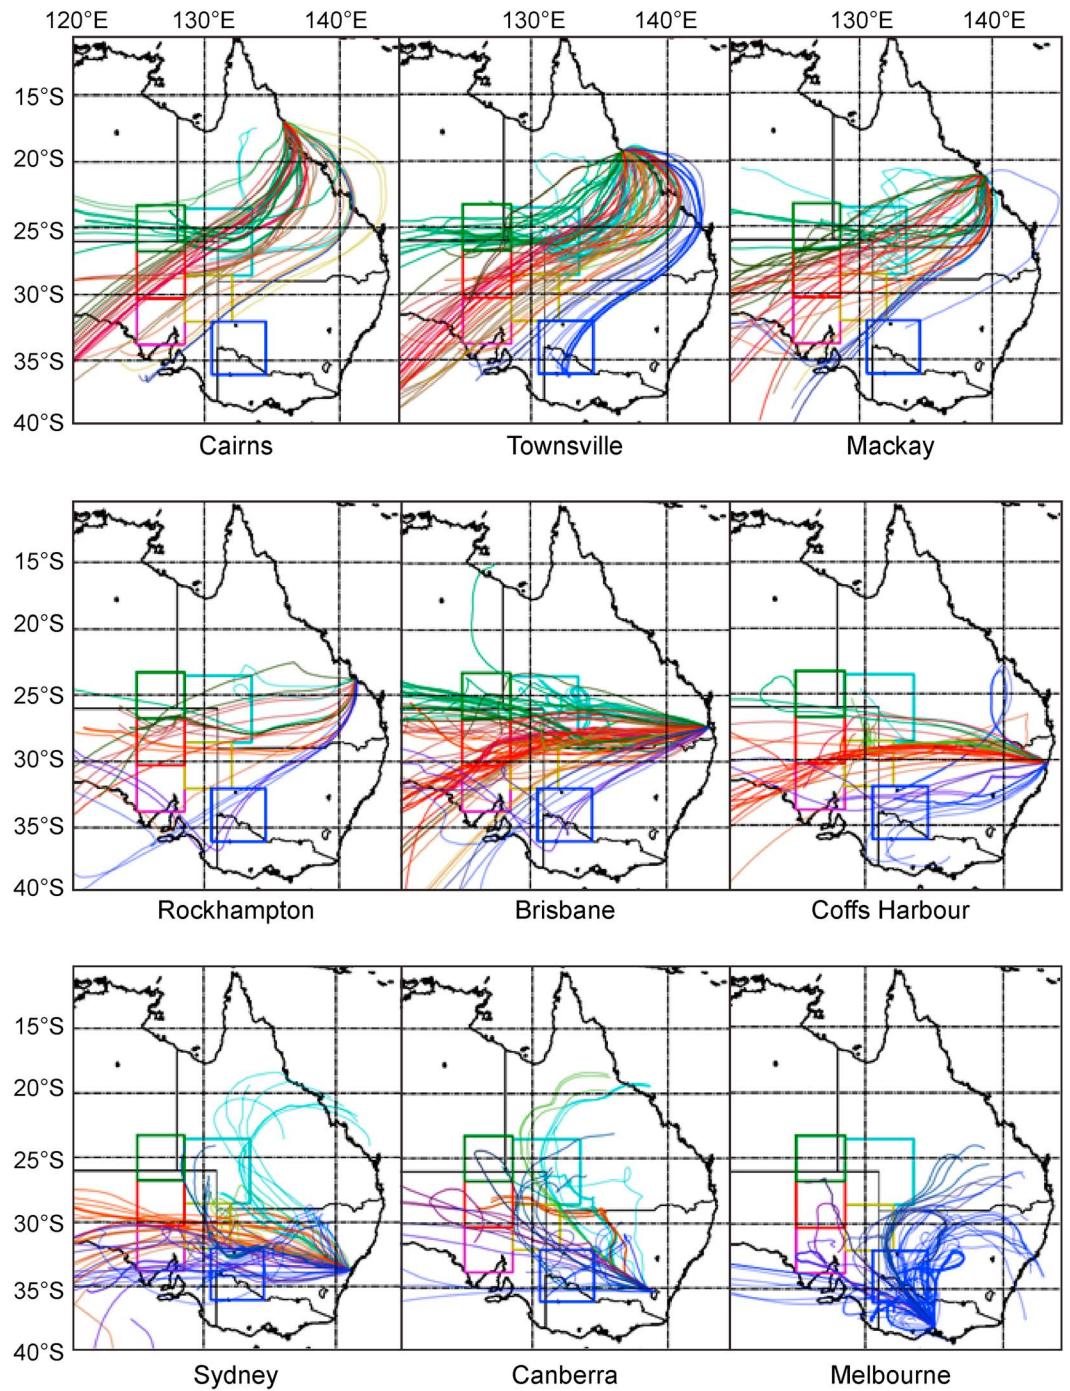 120°E 130°E 140°E 130°E 140°E 130°E 140°E
15°S
20°S
25°S
30°S
35°S
40°S
Cairns Townsville Mackay
15°S
20°S
25°S
30°S
35°S
40°S
Rockhampton Brisbane Coffs Harbour
15°S
20°S
25°S
30°S
35°S
40°S
Sydney Canberra Melbourne